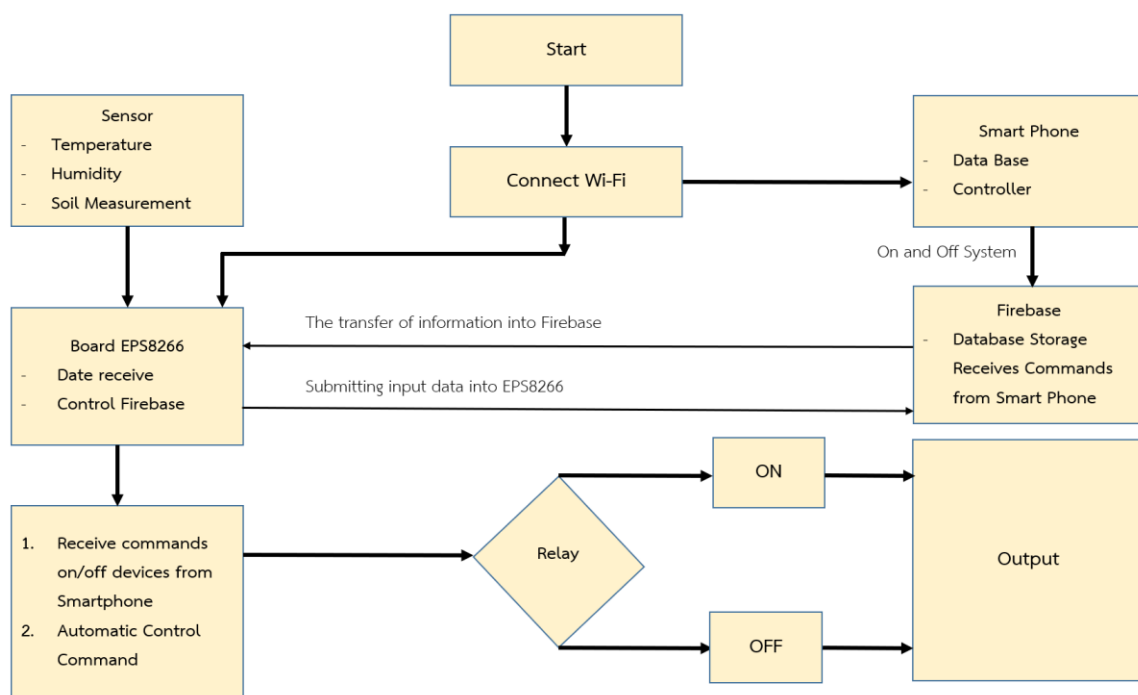 Start
Sensor
- Temperature
- Humidity
- Soil Measurement
Connect Wi-Fi
Smart Phone
- Data Base
- Controller
On and Off System
Board EPS8266
- Date receive
- Control Firebase
The transfer of information into Firebase
Submitting input data into EPS8266
Firebase
- Database Storage
Receives Commands
from Smart Phone
1. Receive commands
on/off devices from
Smartphone
2. Automatic Control
Command
Relay
ON
OFF
Output